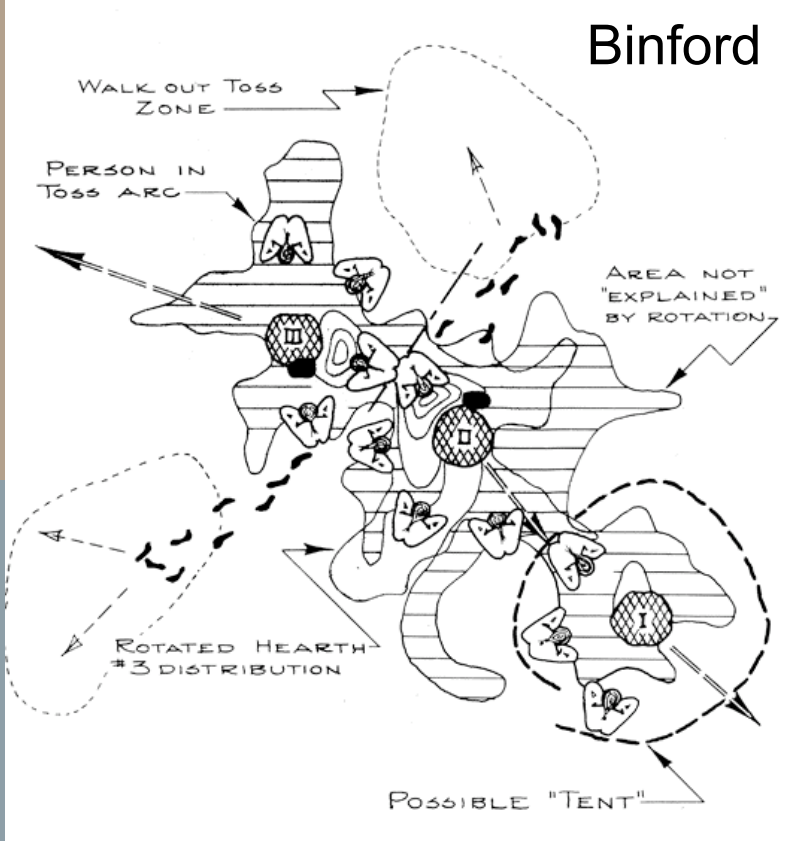 Binford
WALK OUT TOSS
ZONE
PERSON IN
TOSS ARC
AREA NOT
"EXPLAINED"
BY ROTATION
III
II
I
ROTATED HEARTH
#3 DISTRIBUTION
POSSIBLE "TENT"